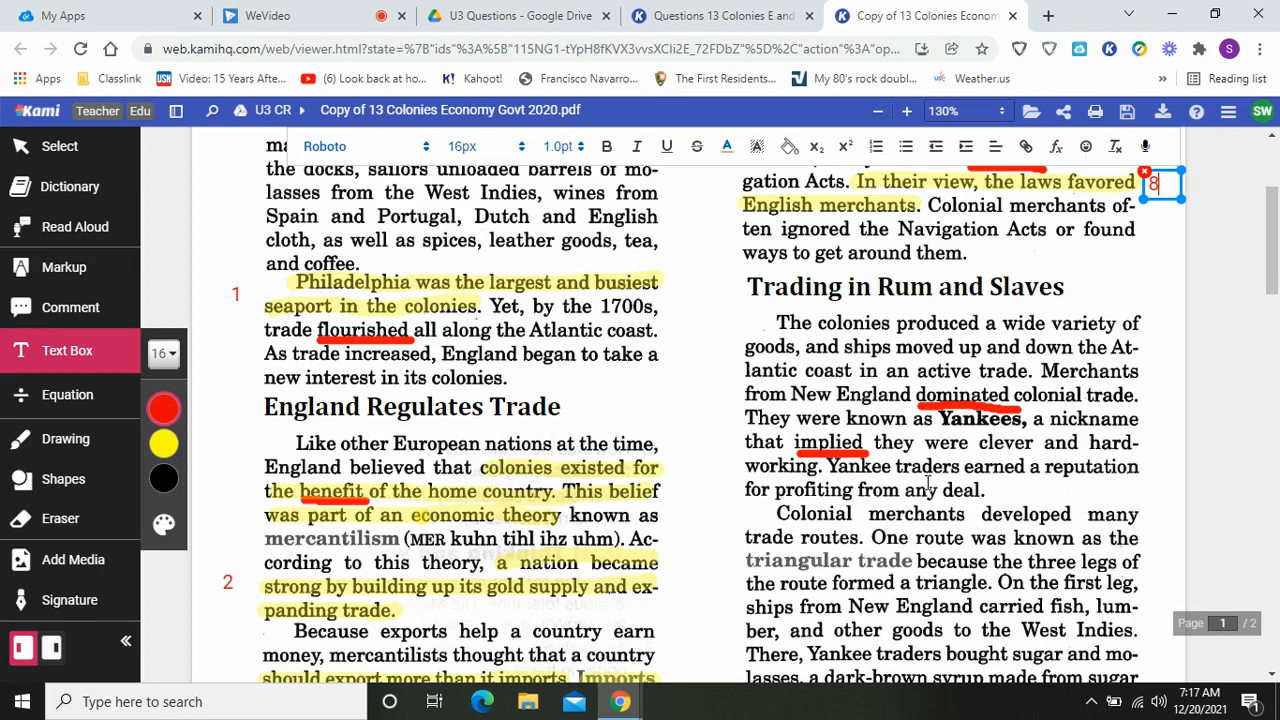 My Apps
WeVideo
U3 Questions - Google Drive
Questions 13 Colonies E and
Copy of 13 Colonies Econom
web.kamihq.com/web/viewer.html?state=%7B"ids"%3A%5B"115NG1-tYpH8fKVX3vvsXCIi2E_72FDbZ"%5D%2C"action"%3A"op...
S
Apps
Classlink
Video: 15 Years Afte...
(6) Look back at ho...
Kahoot!
Francisco Navarro...
The First Residents...
My 80's rock doubl...
Weather.us
»
Reading list
Kami
Teacher
Edu
U3 CR
Copy of 13 Colonies Economy Govt 2020.pdf
130%
SW
Roboto
16px
1.0pt
B I U S A
Select
Dictionary
Read Aloud
Markup
Comment
Text Box
16
Equation
Drawing
Shapes
Eraser
Add Media
Signature
the docks, sailors unloaded barrels of mo-
lasses from the West Indies, wines from
Spain and Portugal, Dutch and English
cloth, as well as spices, leather goods, tea,
and coffee.
1
Philadelphia was the largest and busiest
seaport in the colonies. Yet, by the 1700s,
trade flourished all along the Atlantic coast.
As trade increased, England began to take a
new interest in its colonies.
England Regulates Trade
Like other European nations at the time,
England believed that colonies existed for
the benefit of the home country. This belief
was part of an economic theory known as
mercantilism (MER kuhn tihl ihz uhm). Ac-
cording to this theory, a nation became
2
strong by building up its gold supply and ex-
panding trade.
Because exports help a country earn
money, mercantilists thought that a country
should export more than it imports. Imports
gation Acts. In their view, the laws favored
8
English merchants. Colonial merchants of-
ten ignored the Navigation Acts or found
ways to get around them.
Trading in Rum and Slaves
The colonies produced a wide variety of
goods, and ships moved up and down the At-
lantic coast in an active trade. Merchants
from New England dominated colonial trade.
They were known as Yankees, a nickname
that implied they were clever and hard-
working. Yankee traders earned a reputation
for profiting from any deal.
Colonial merchants developed many
trade routes. One route was known as the
triangular trade because the three legs of
the route formed a triangle. On the first leg,
ships from New England carried fish, lum-
ber, and other goods to the West Indies.
There, Yankee traders bought sugar and mo-
lasses, a dark-brown syrup made from sugar
Page 1 / 2
Type here to search
7:17 AM
12/20/2021